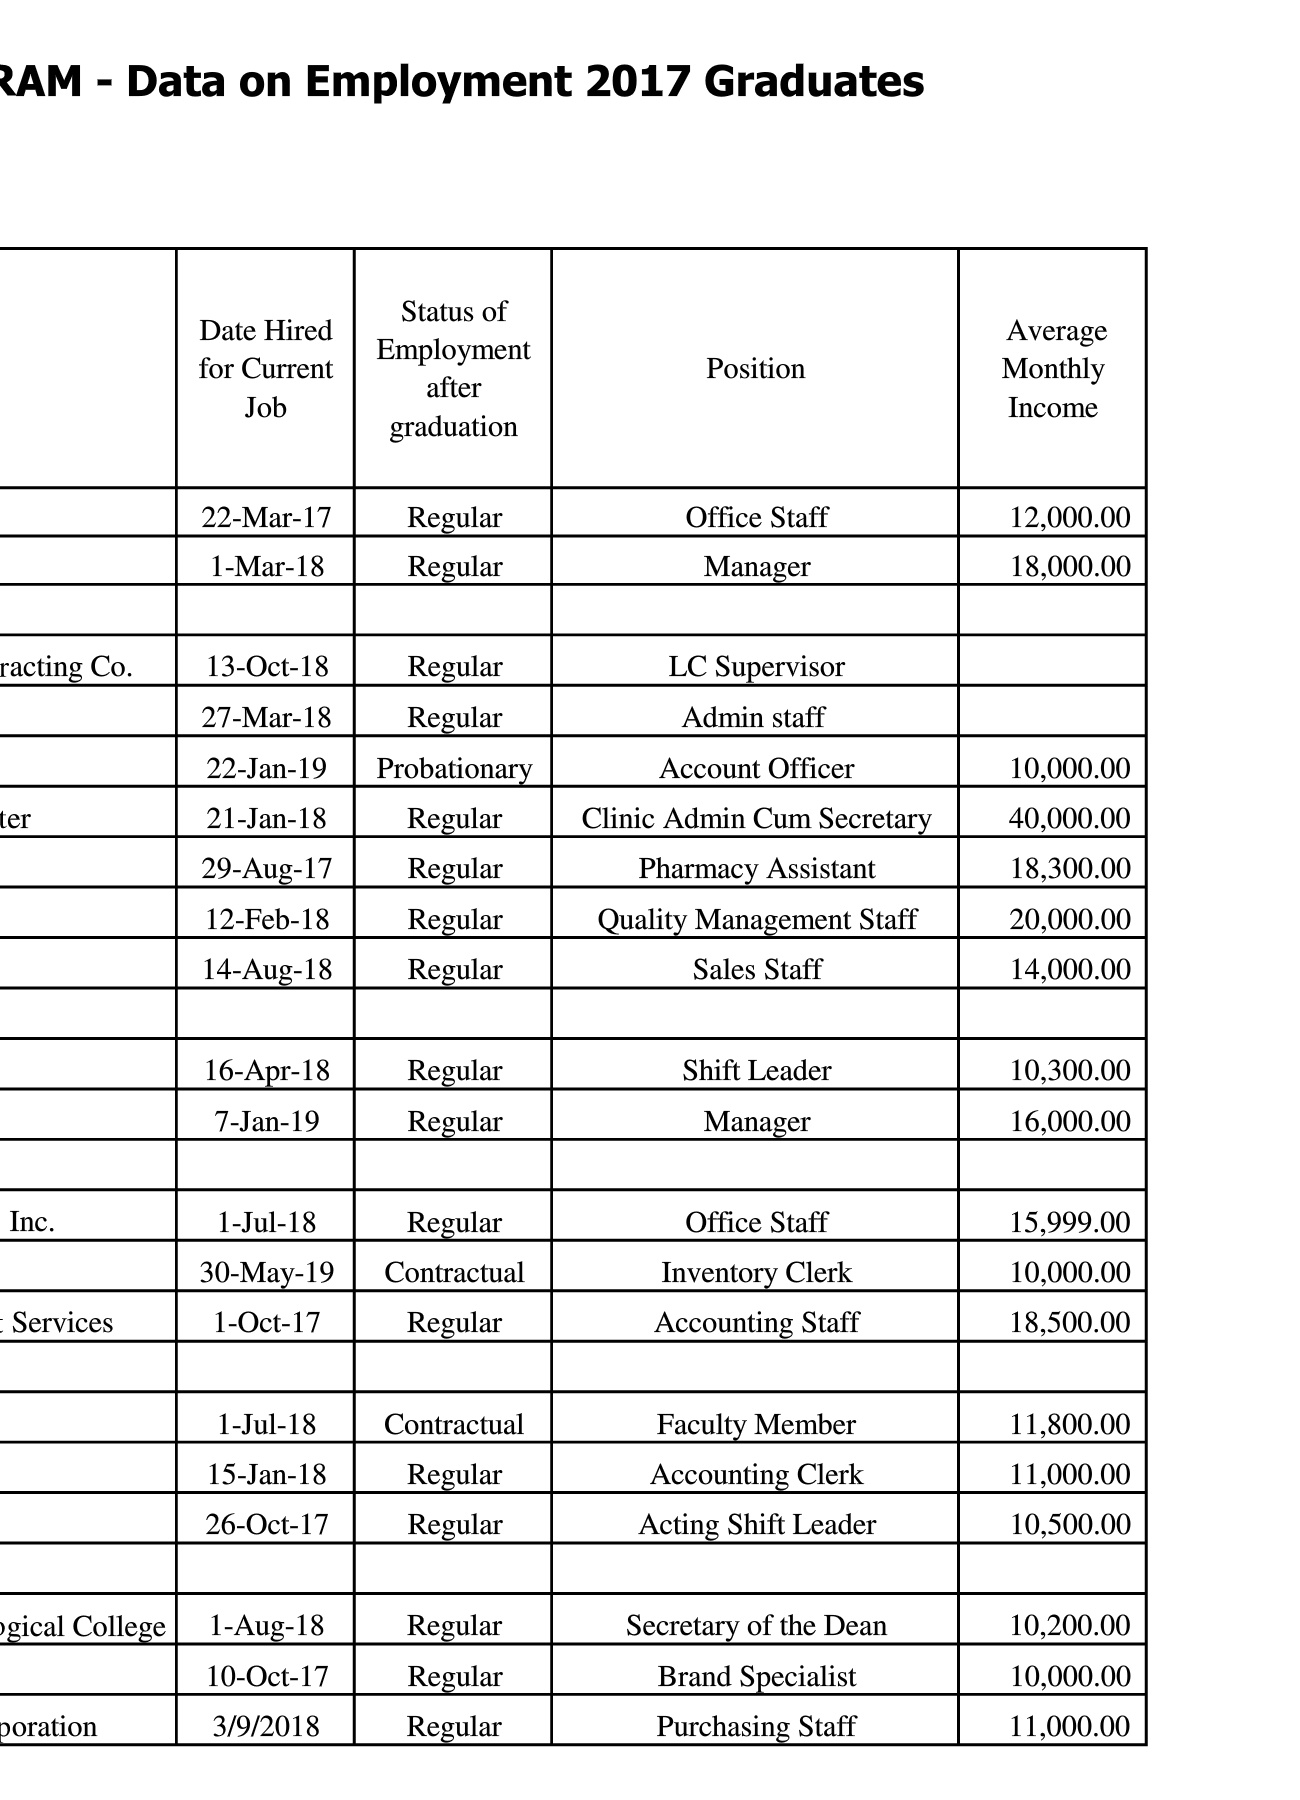 RAM - Data on Employment 2017 Graduates
Date Hired for Current Job Status of Employment after graduation Position Average Monthly Income
22-Mar-17 Regular Office Staff 12,000.00
1-Mar-18 Regular Manager 18,000.00
racting Co. 13-Oct-18 Regular LC Supervisor
27-Mar-18 Regular Admin staff
22-Jan-19 Probationary Account Officer 10,000.00
ter 21-Jan-18 Regular Clinic Admin Cum Secretary 40,000.00
29-Aug-17 Regular Pharmacy Assistant 18,300.00
12-Feb-18 Regular Quality Management Staff 20,000.00
14-Aug-18 Regular Sales Staff 14,000.00
16-Apr-18 Regular Shift Leader 10,300.00
7-Jan-19 Regular Manager 16,000.00
Inc. 1-Jul-18 Regular Office Staff 15,999.00
30-May-19 Contractual Inventory Clerk 10,000.00
t Services 1-Oct-17 Regular Accounting Staff 18,500.00
1-Jul-18 Contractual Faculty Member 11,800.00
15-Jan-18 Regular Accounting Clerk 11,000.00
26-Oct-17 Regular Acting Shift Leader 10,500.00
ogical College 1-Aug-18 Regular Secretary of the Dean 10,200.00
10-Oct-17 Regular Brand Specialist 10,000.00
poration 3/9/2018 Regular Purchasing Staff 11,000.00